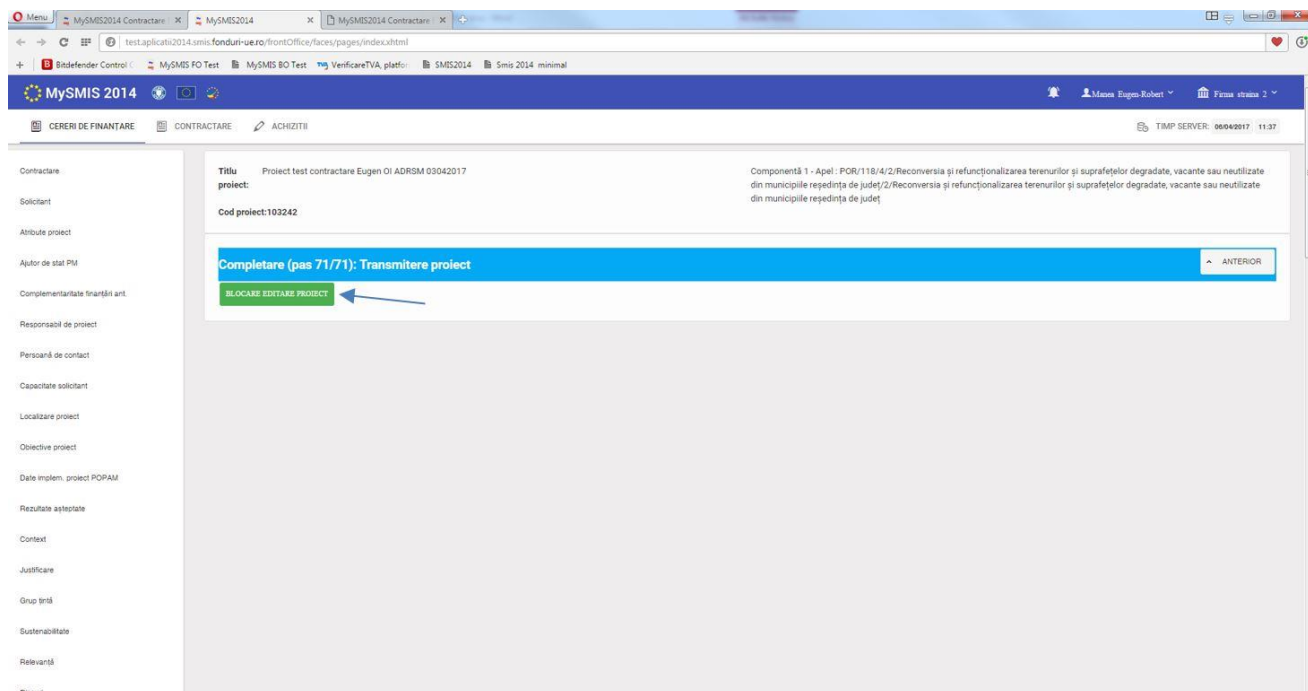 Menu
MySMIS2014 Contractare
MySMIS2014
MySMIS2014 Contractare
test.aplicatii2014.smis.fonduri-ue.ro/frontOffice/faces/pages/index.xhtml
Bitdefender Control C
MySMIS FO Test
MySMIS BO Test
VerificareTVA, platfor
SMIS2014
Smis 2014 minimal
MySMIS 2014
Manea Eugen-Robert
Firma straina 2
CERERI DE FINANȚARE
CONTRACTARE
ACHIZITII
TIMP SERVER: 06/04/2017 11:37
Contractare
Solicitant
Atribute proiect
Ajutor de stat PM
Complementaritate finanțări ant.
Responsabil de proiect
Persoană de contact
Capacitate solicitant
Localizare proiect
Obiective proiect
Date implem. proiect POPAM
Rezultate așteptate
Context
Justificare
Grup țintă
Sustenabilitate
Relevanță
Titlu proiect:
Proiect test contractare Eugen OI ADRSM 03042017
Cod proiect:103242
Componentă 1 - Apel : POR/118/4/2/Reconversia și refuncționalizarea terenurilor și suprafețelor degradate, vacante sau neutilizate
din municipiile reședința de județ/2/Reconversia și refuncționalizarea terenurilor și suprafețelor degradate, vacante sau neutilizate
din municipiile reședința de județ
Completare (pas 71/71): Transmitere proiect
ANTERIOR
BLOCARE EDITARE PROIECT